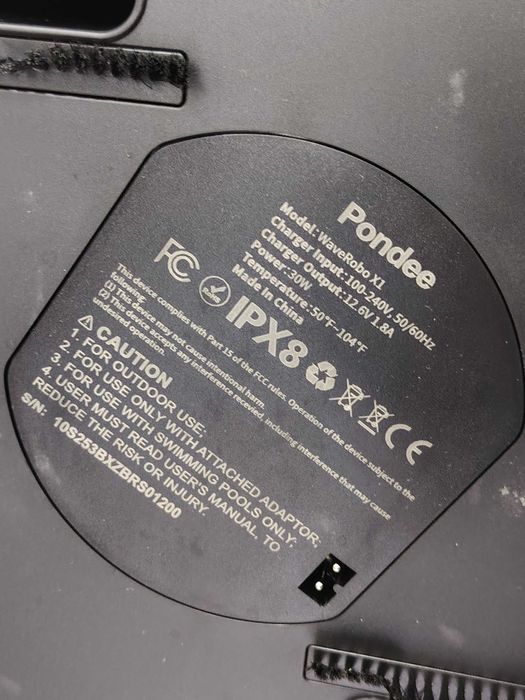 Pondee
Model: WaveRobo X1
Charger Input: 100-240V, 50/60Hz
Charger Output: 12.6V 1.8A
Power: 30W
Temperature: 50°F-104°F
Made In China
FC
RoHS
IPX8
CE
This device complies with Part 15 of the FCC rules. Operation of the device subject to the
following:
(1) This device may not cause intentional harm.
(2) This device accepts any interference recevied, including interference that may cause
undesired operation.
CAUTION
1. FOR OUTDOOR USE;
2. FOR USE ONLY WITH ATTACHED ADAPTOR;
3. FOR USE WITH SWIMMING POOLS ONLY;
4. USER MUST READ USER'S MANUAL, TO
REDUCE THE RISK OR INJURY.
S/N: 10S253BXZBRS01200